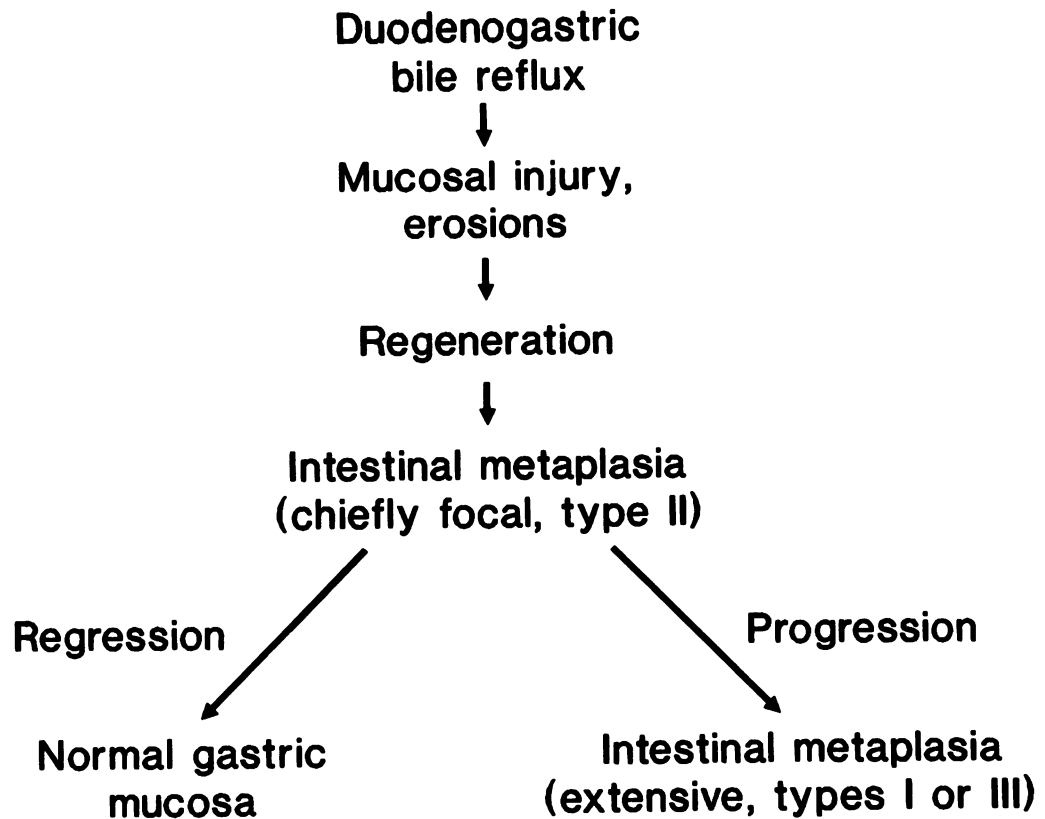 Duodenogastric
bile reflux
Mucosal injury,
erosions
Regeneration
Intestinal metaplasia
(chiefly focal, type II)
Regression
Progression
Normal gastric
mucosa
Intestinal metaplasia
(extensive, types I or III)